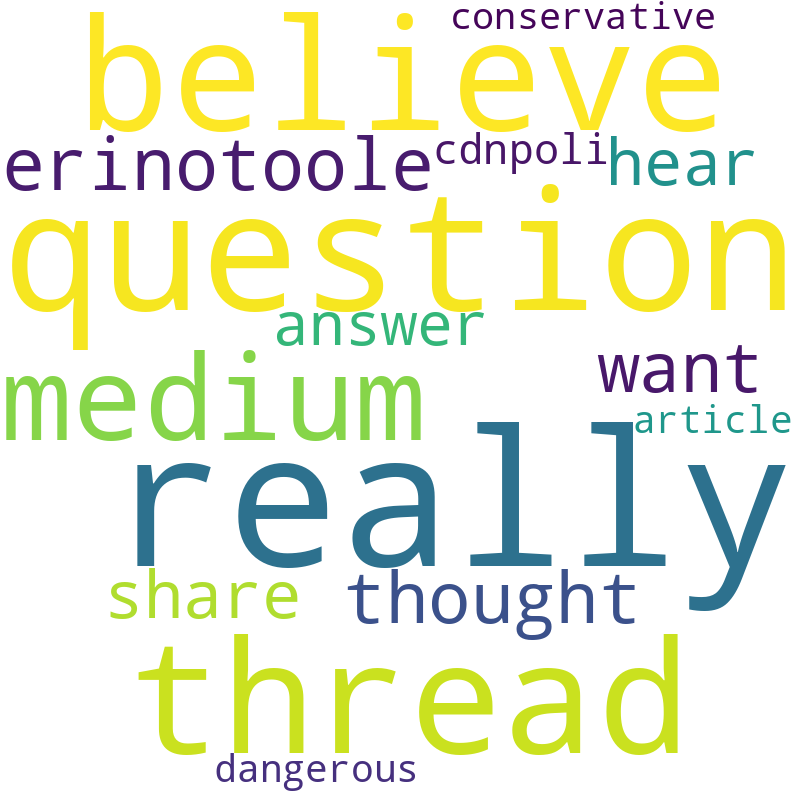 conservative
believe
erinotoole cdnpoli hear
question
answer
medium want
article
really
share thought
thread
dangerous